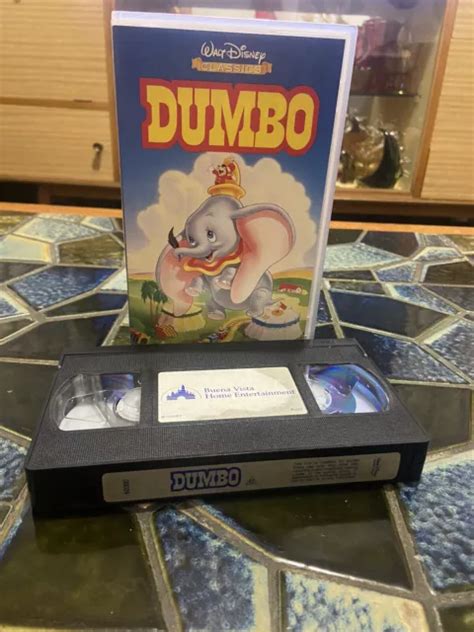 Walt Disney
CLASSICS
DUMBO
Buena Vista
Home Entertainment
DUMBO